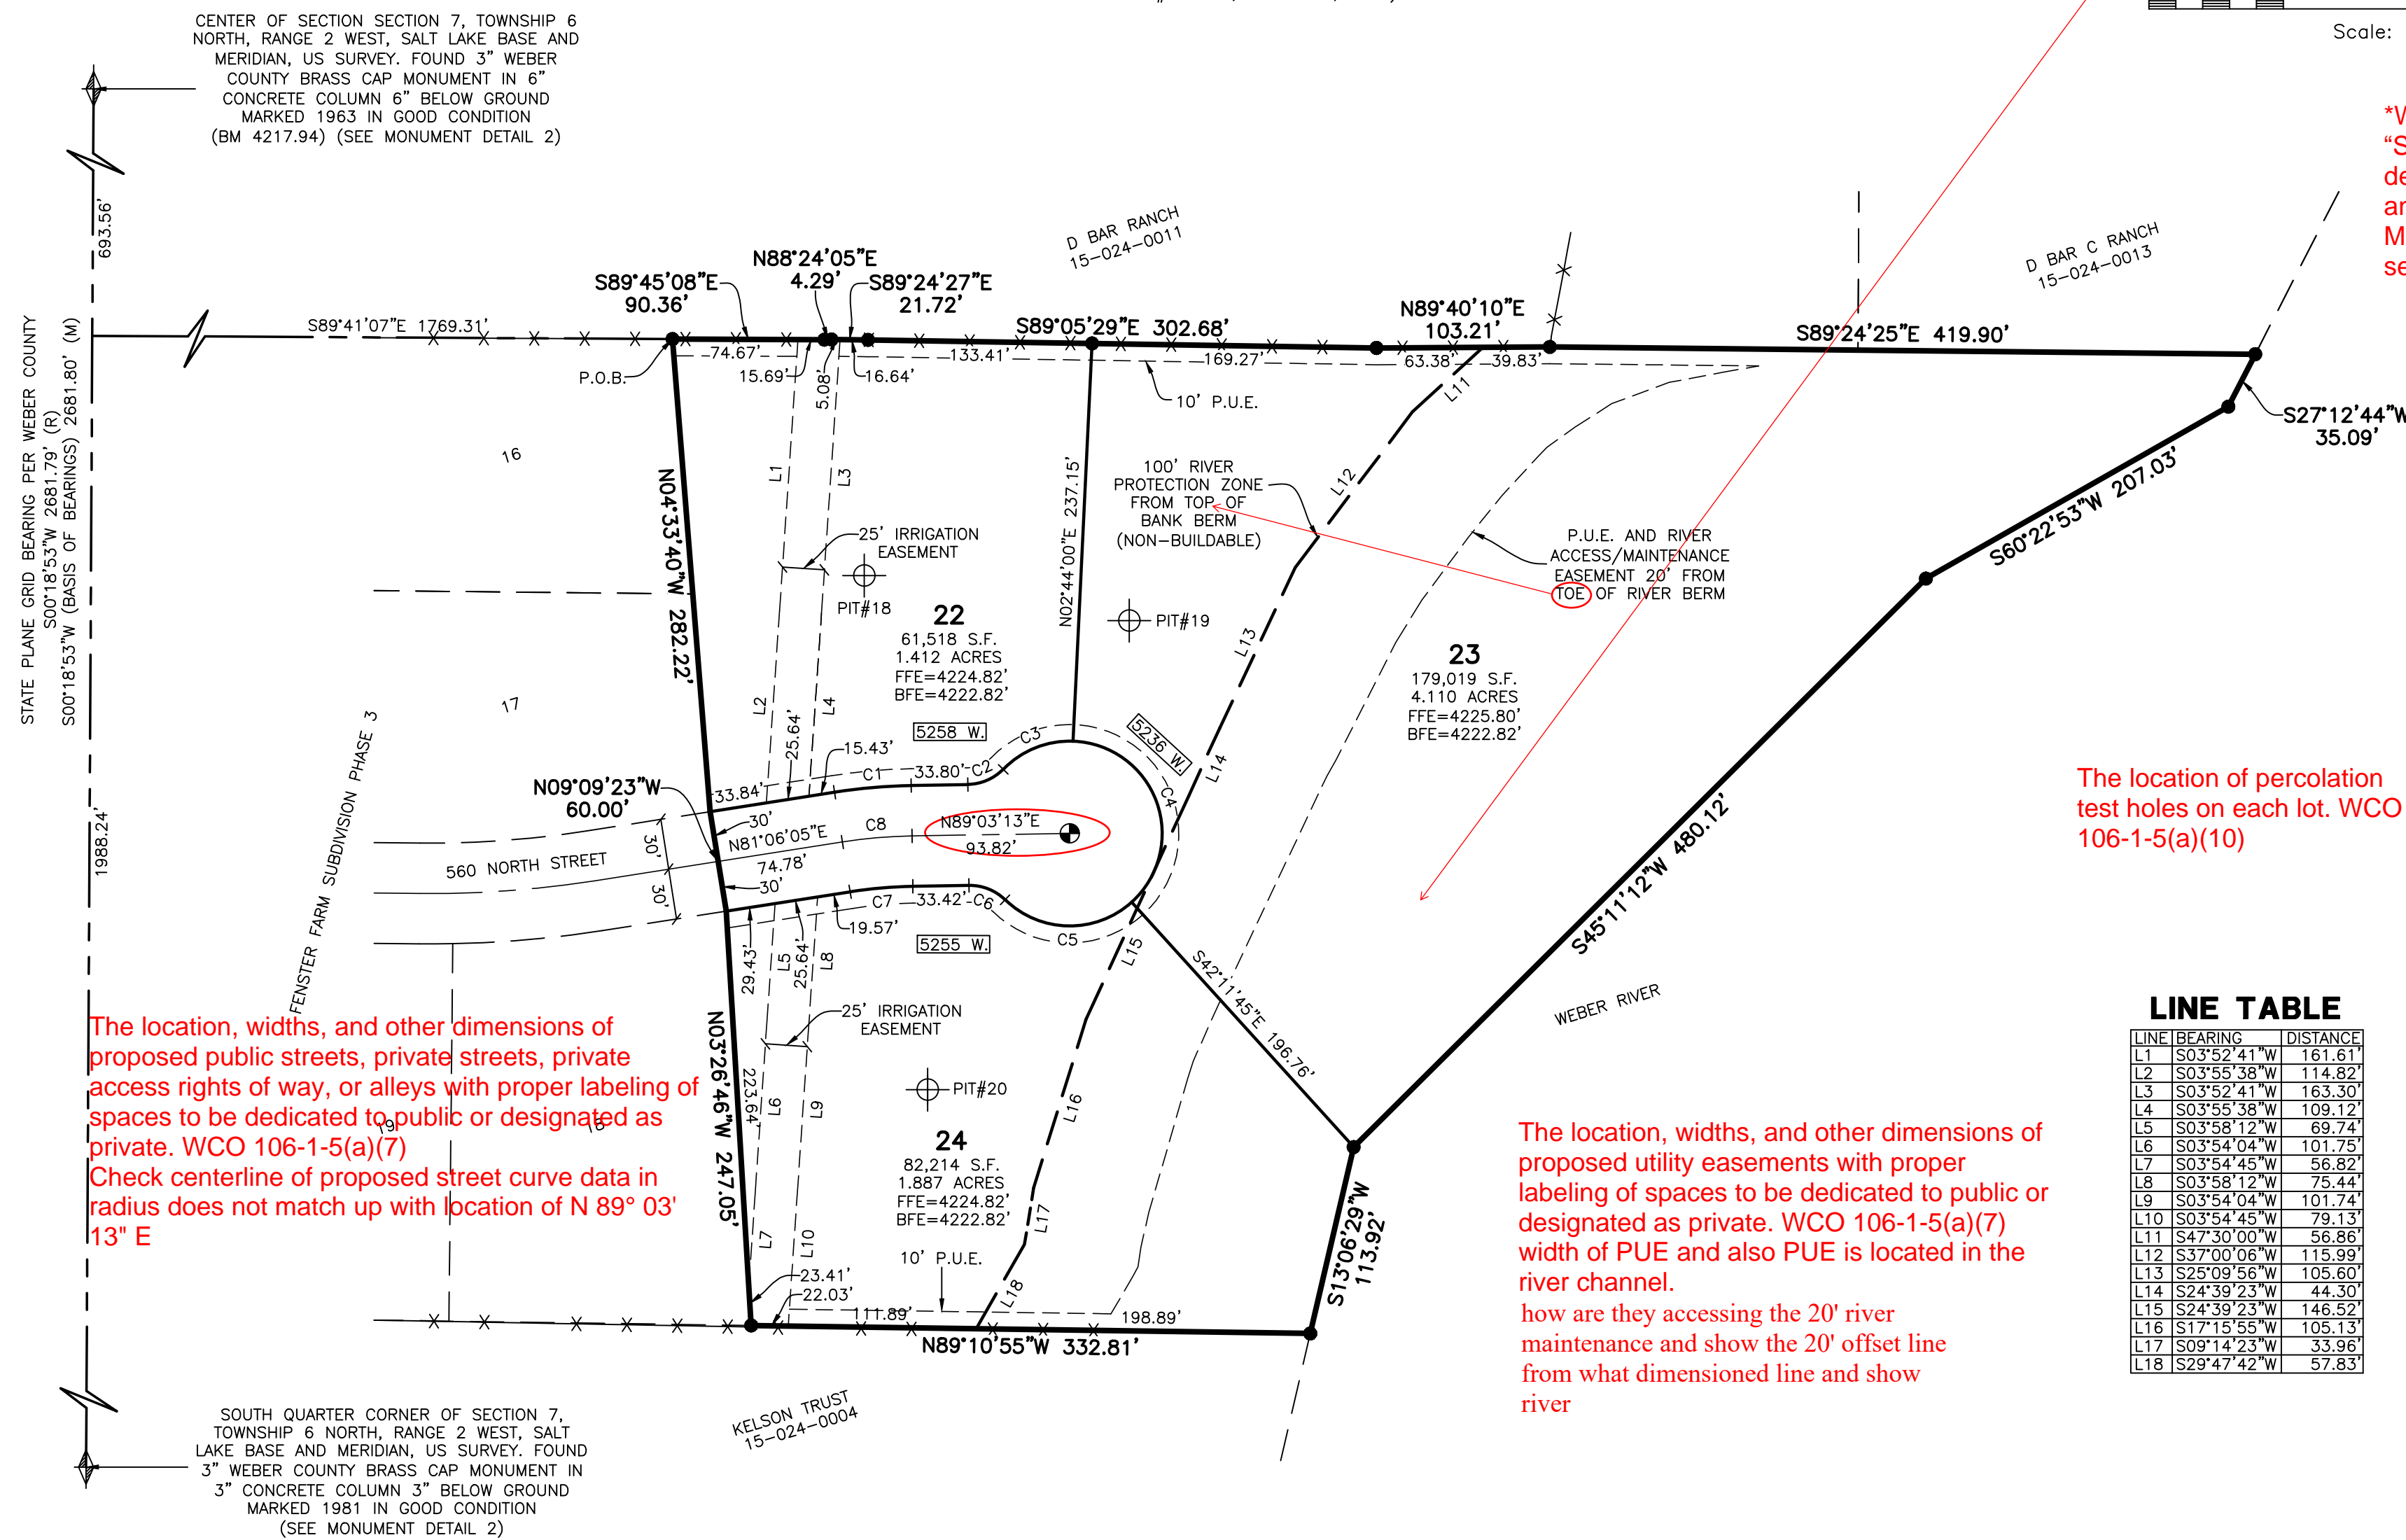 CENTER OF SECTION SECTION 7, TOWNSHIP 6
NORTH, RANGE 2 WEST, SALT LAKE BASE AND
MERIDIAN, US SURVEY. FOUND 3" WEBER
COUNTY BRASS CAP MONUMENT IN 6"
CONCRETE COLUMN 6" BELOW GROUND
MARKED 1963 IN GOOD CONDITION
(BM 4217.94) (SEE MONUMENT DETAIL 2)
Scale:
693.56'
STATE PLANE GRID BEARING PER WEBER COUNTY
S00°18'53"W 2681.79' (R)
S00°18'53"W (BASIS OF BEARINGS) 2681.80' (M)
1988.24'
D BAR RANCH
15-024-0011
D BAR C RANCH
15-024-0013
S89°41'07"E 1769.31'
S89°45'08"E
90.36'
N88°24'05"E
4.29'
S89°24'27"E
21.72'
S89°05'29"E 302.68'
N89°40'10"E
103.21'
S89°24'25"E 419.90'
P.O.B.
74.67'
15.69'
5.08'
16.64'
133.41'
169.27'
63.38'
39.83'
10' P.U.E.
S27°12'44"W
35.09'
S60°22'53"W 207.03'
S45°11'12"W 480.12'
16
17
N04°33'40"W 282.22'
L1
L3
L2
L4
25' IRRIGATION
EASEMENT
PIT#18
22
61,518 S.F.
1.412 ACRES
FFE=4224.82'
BFE=4222.82'
5258 W.
N02°44'00"E 237.15'
100' RIVER
PROTECTION ZONE
FROM TOP OF
BANK BERM
(NON-BUILDABLE)
PIT#19
L11
L12
L13
L14
P.U.E. AND RIVER
ACCESS/MAINTENANCE
EASEMENT 20' FROM
TOE OF RIVER BERM
23
179,019 S.F.
4.110 ACRES
FFE=4225.80'
BFE=4222.82'
5236 W.
The location of percolation
test holes on each lot. WCO
106-1-5(a)(10)
N09°09'23"W
60.00'
33.84'
25.64'
15.43'
C1
33.80'
C2
C3
C4
30'
N81°06'05"E
74.78'
C8
N89°03'13"E
93.82'
30'
30'
30'
560 NORTH STREET
FENSTER FARM SUBDIVISION PHASE 3
C7
33.42'
C6
C5
19.57'
5255 W.
29.43'
L5
25.64'
L8
L15
S42°11'45"E 196.76'
WEBER RIVER
25' IRRIGATION
EASEMENT
N03°26'46"W 247.05'
223.64'
L6
L9
PIT#20
24
82,214 S.F.
1.887 ACRES
FFE=4224.82'
BFE=4222.82'
L16
L17
L18
L7
L10
10' P.U.E.
23.41'
22.03'
111.89'
198.89'
N89°10'55"W 332.81'
S13°06'29"W
113.92'
19
18
The location, widths, and other dimensions of
proposed public streets, private streets, private
access rights of way, or alleys with proper labeling of
spaces to be dedicated to public or designated as
private. WCO 106-1-5(a)(7)
Check centerline of proposed street curve data in
radius does not match up with location of N 89° 03'
13" E
The location, widths, and other dimensions of
proposed utility easements with proper
labeling of spaces to be dedicated to public or
designated as private. WCO 106-1-5(a)(7)
width of PUE and also PUE is located in the
river channel.
how are they accessing the 20' river
maintenance and show the 20' offset line
from what dimensioned line and show
river
LINE TABLE
LINE BEARING DISTANCE
L1 S03°52'41"W 161.61'
L2 S03°55'38"W 114.82'
L3 S03°52'41"W 163.30'
L4 S03°55'38"W 109.12'
L5 S03°58'12"W 69.74'
L6 S03°54'04"W 101.75'
L7 S03°54'45"W 56.82'
L8 S03°58'12"W 75.44'
L9 S03°54'04"W 101.74'
L10 S03°54'45"W 79.13'
L11 S47°30'00"W 56.86'
L12 S37°00'06"W 115.99'
L13 S25°09'56"W 105.60'
L14 S24°39'23"W 44.30'
L15 S24°39'23"W 146.52'
L16 S17°15'55"W 105.13'
L17 S09°14'23"W 33.96'
L18 S29°47'42"W 57.83'
KELSON TRUST
15-024-0004
SOUTH QUARTER CORNER OF SECTION 7,
TOWNSHIP 6 NORTH, RANGE 2 WEST, SALT
LAKE BASE AND MERIDIAN, US SURVEY. FOUND
3" WEBER COUNTY BRASS CAP MONUMENT IN
3" CONCRETE COLUMN 3" BELOW GROUND
MARKED 1981 IN GOOD CONDITION
(SEE MONUMENT DETAIL 2)